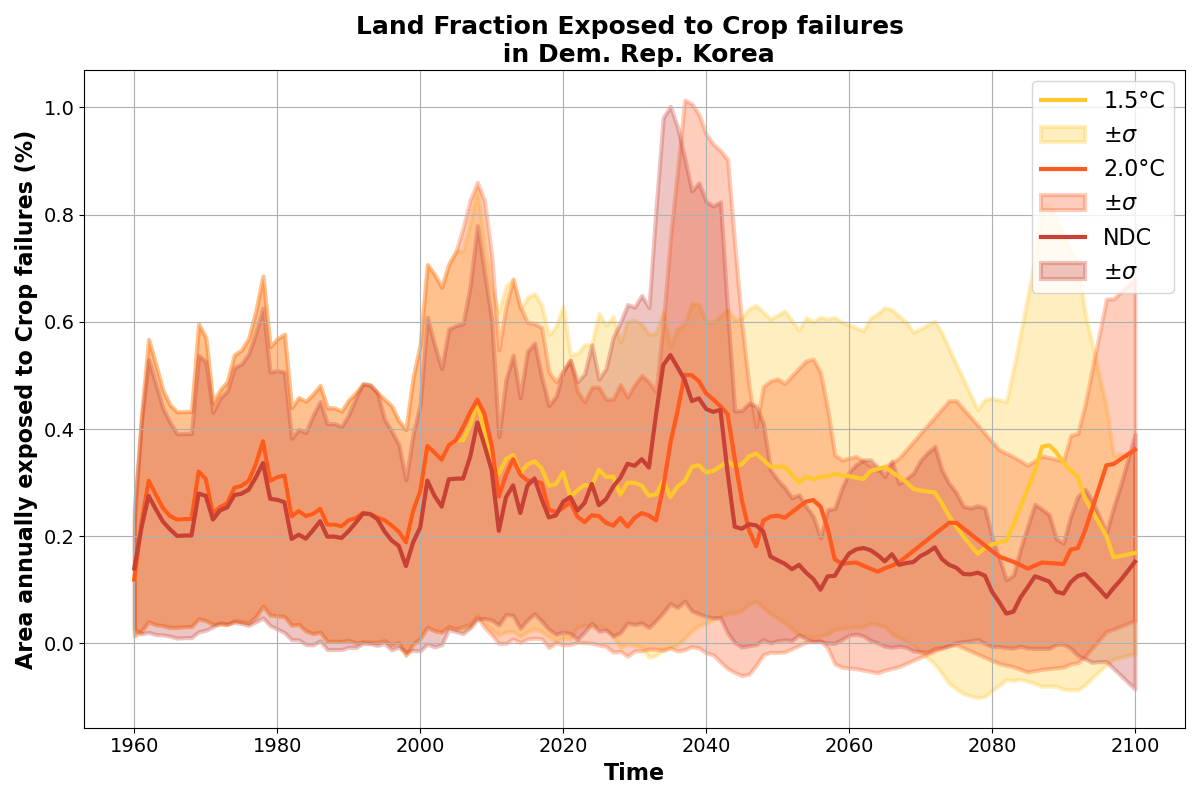 Land Fraction Exposed to Crop failures
in Dem. Rep. Korea
Area annually exposed to Crop failures (%)
1.0
0.8
0.6
0.4
0.2
0.0
1960 1980 2000 2020 2040 2060 2080 2100
Time
1.5°C
±σ
2.0°C
±σ
NDC
±σ